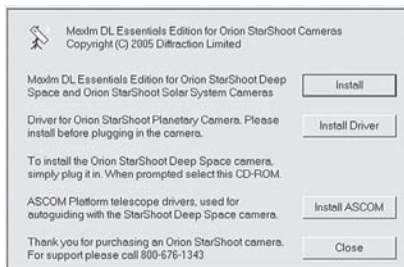 MaxIm DL Essentials Edition for Orion StarShoot Cameras
Copyright (C) 2005 Diffraction Limited
MaxIm DL Essentials Edition for Orion StarShoot Deep
Space and Orion StarShoot Solar System Cameras
Install
Driver for Orion StarShoot Planetary Camera. Please
install before plugging in the camera.
Install Driver
To install the Orion StarShoot Deep Space camera,
simply plug it in. When prompted select this CD-ROM.
ASCOM Platform telescope drivers, used for
autoguiding with the StarShoot Deep Space camera.
Install ASCOM
Thank you for purchasing an Orion StarShoot camera.
For support please call 800-676-1343
Close